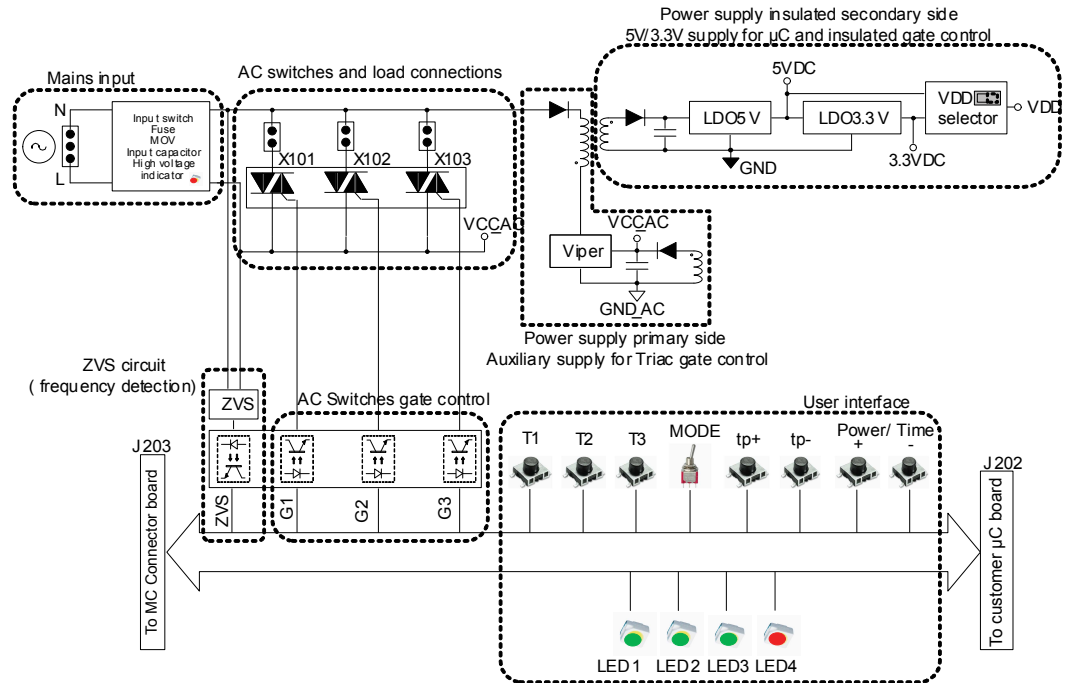 Power supply insulated secondary side
5V/3.3V supply for µC and insulated gate control
Mains input
AC switches and load connections
5VDC
N
L
Input switch
Fuse
MOV
Input capacitor
High voltage
indicator
X101
X102
X103
VCCAC
LDO5 V
LDO3.3 V
VDD
selector
VDD
GND
3.3VDC
VCCAC
Viper
GND_AC
Power supply primary side
Auxiliary supply for Triac gate control
ZVS circuit
( frequency detection)
ZVS
AC Switches gate control
User interface
J203
T1
T2
T3
MODE
tp+
tp-
Power/Time
+
-
J202
ZVS
G1
G2
G3
To MC Connector board
To customer µC board
LED1
LED2
LED3
LED4